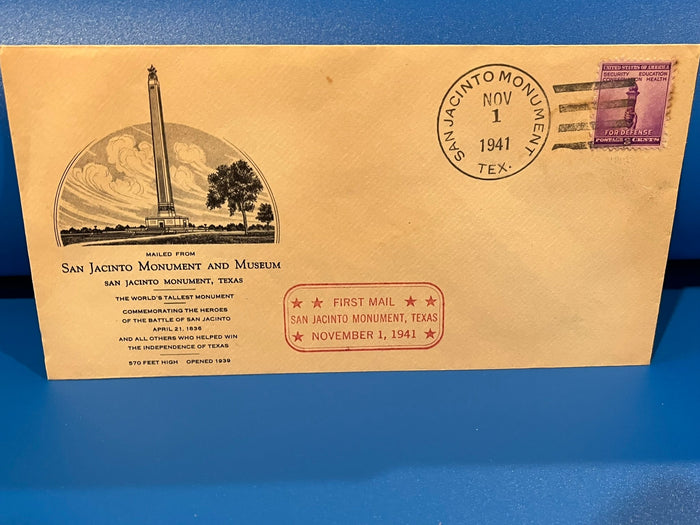 MAILED FROM
SAN JACINTO MONUMENT AND MUSEUM
SAN JACINTO MONUMENT, TEXAS
THE WORLD'S TALLEST MONUMENT
COMMEMORATING THE HEROES
OF THE BATTLE OF SAN JACINTO
APRIL 21, 1836
AND ALL OTHERS WHO HELPED WIN
THE INDEPENDENCE OF TEXAS
570 FEET HIGH OPENED 1939
FIRST MAIL
SAN JACINTO MONUMENT, TEXAS
NOVEMBER 1, 1941
SAN JACINTO MONUMENT
NOV
1
1941
TEX.
UNITED STATES OF AMERICA
SECURITY EDUCATION
CONSERVATION HEALTH
FOR DEFENSE
POSTAGE 3 CENTS